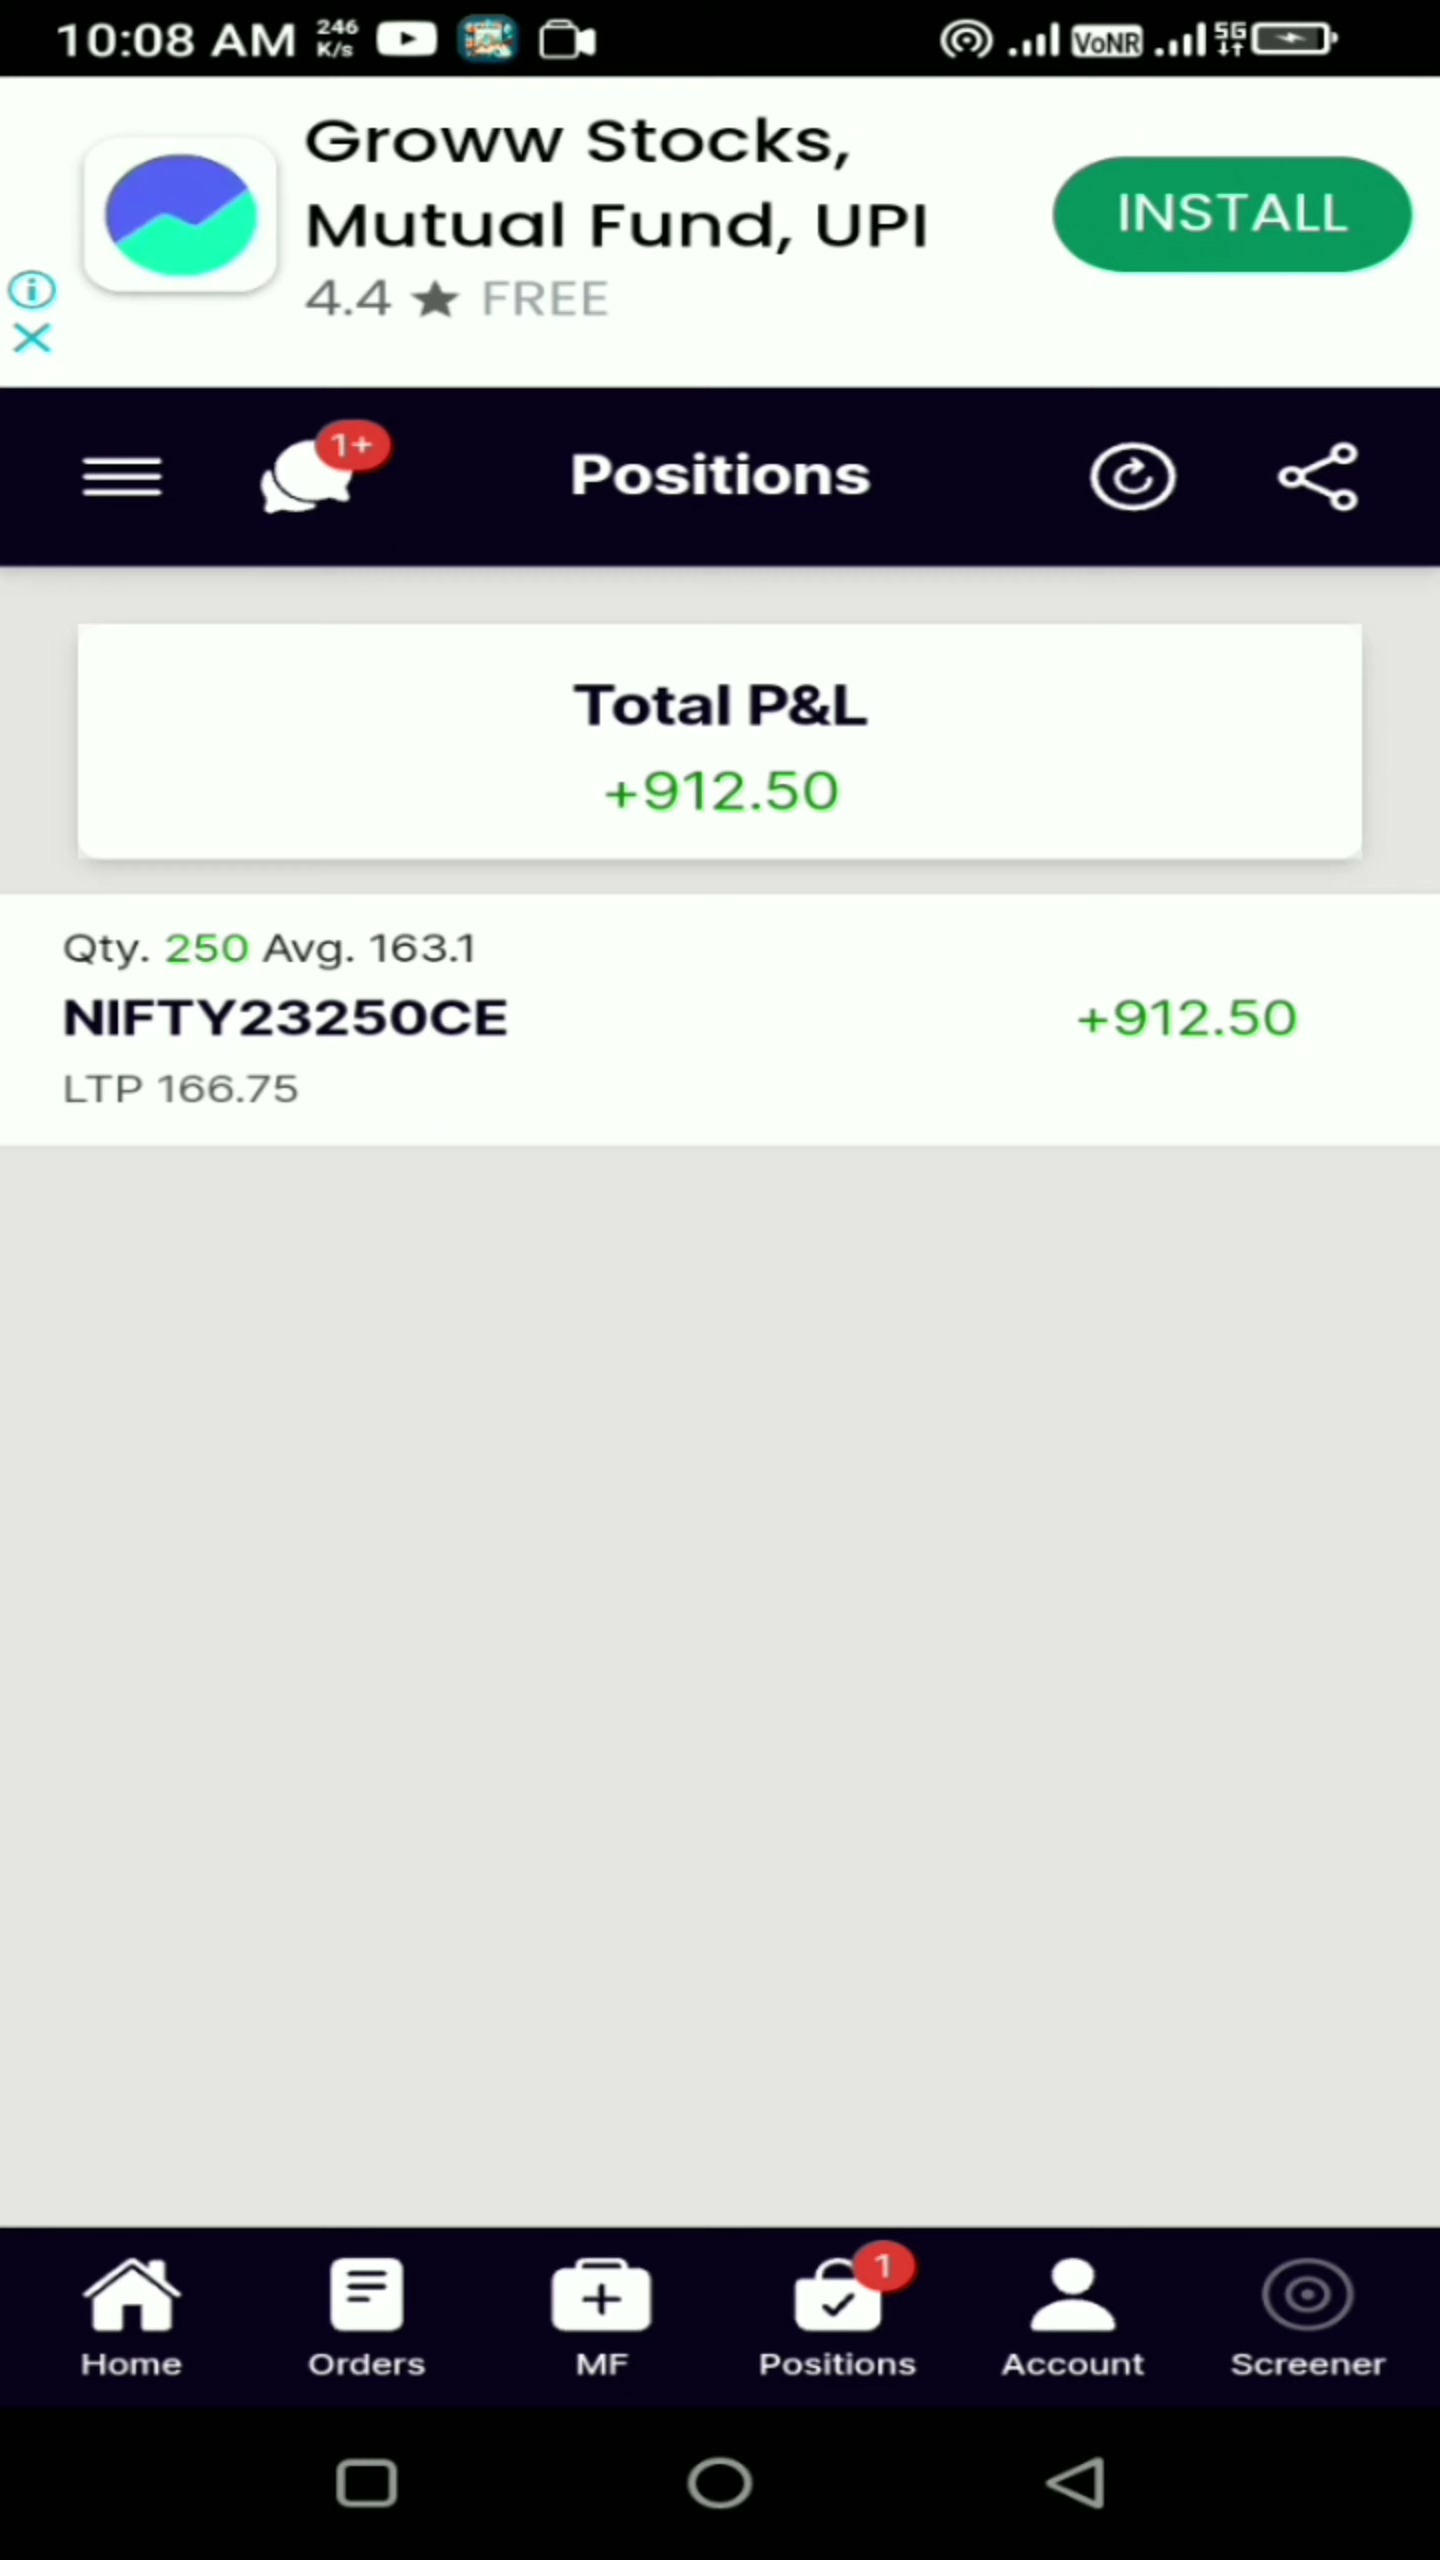 10:08 AM 246 K/s VoNR 5G
Groww Stocks,
Mutual Fund, UPI
INSTALL
4.4 ★ FREE
1+
Positions
Total P&L
+912.50
Qty. 250 Avg. 163.1
NIFTY23250CE
+912.50
LTP 166.75
1
Home Orders MF Positions Account Screener